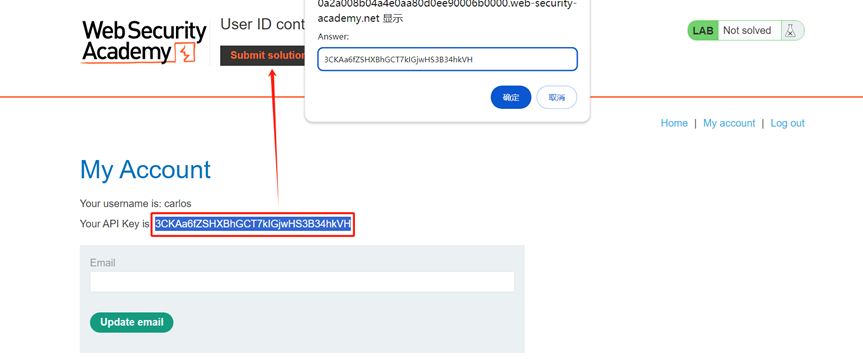 0a2a008b04a4e0aa80d0ee90006b0000.web-security-
academy.net 显示
Web Security
Academy
User ID cont
Submit solution
Answer:
3CKAa6fZSHXBhGCT7kIGjwHS3B34hkVH
确定 取消
LAB Not solved
Home | My account | Log out
My Account
Your username is: carlos
Your API Key is: 3CKAa6fZSHXBhGCT7kIGjwHS3B34hkVH
Email
Update email